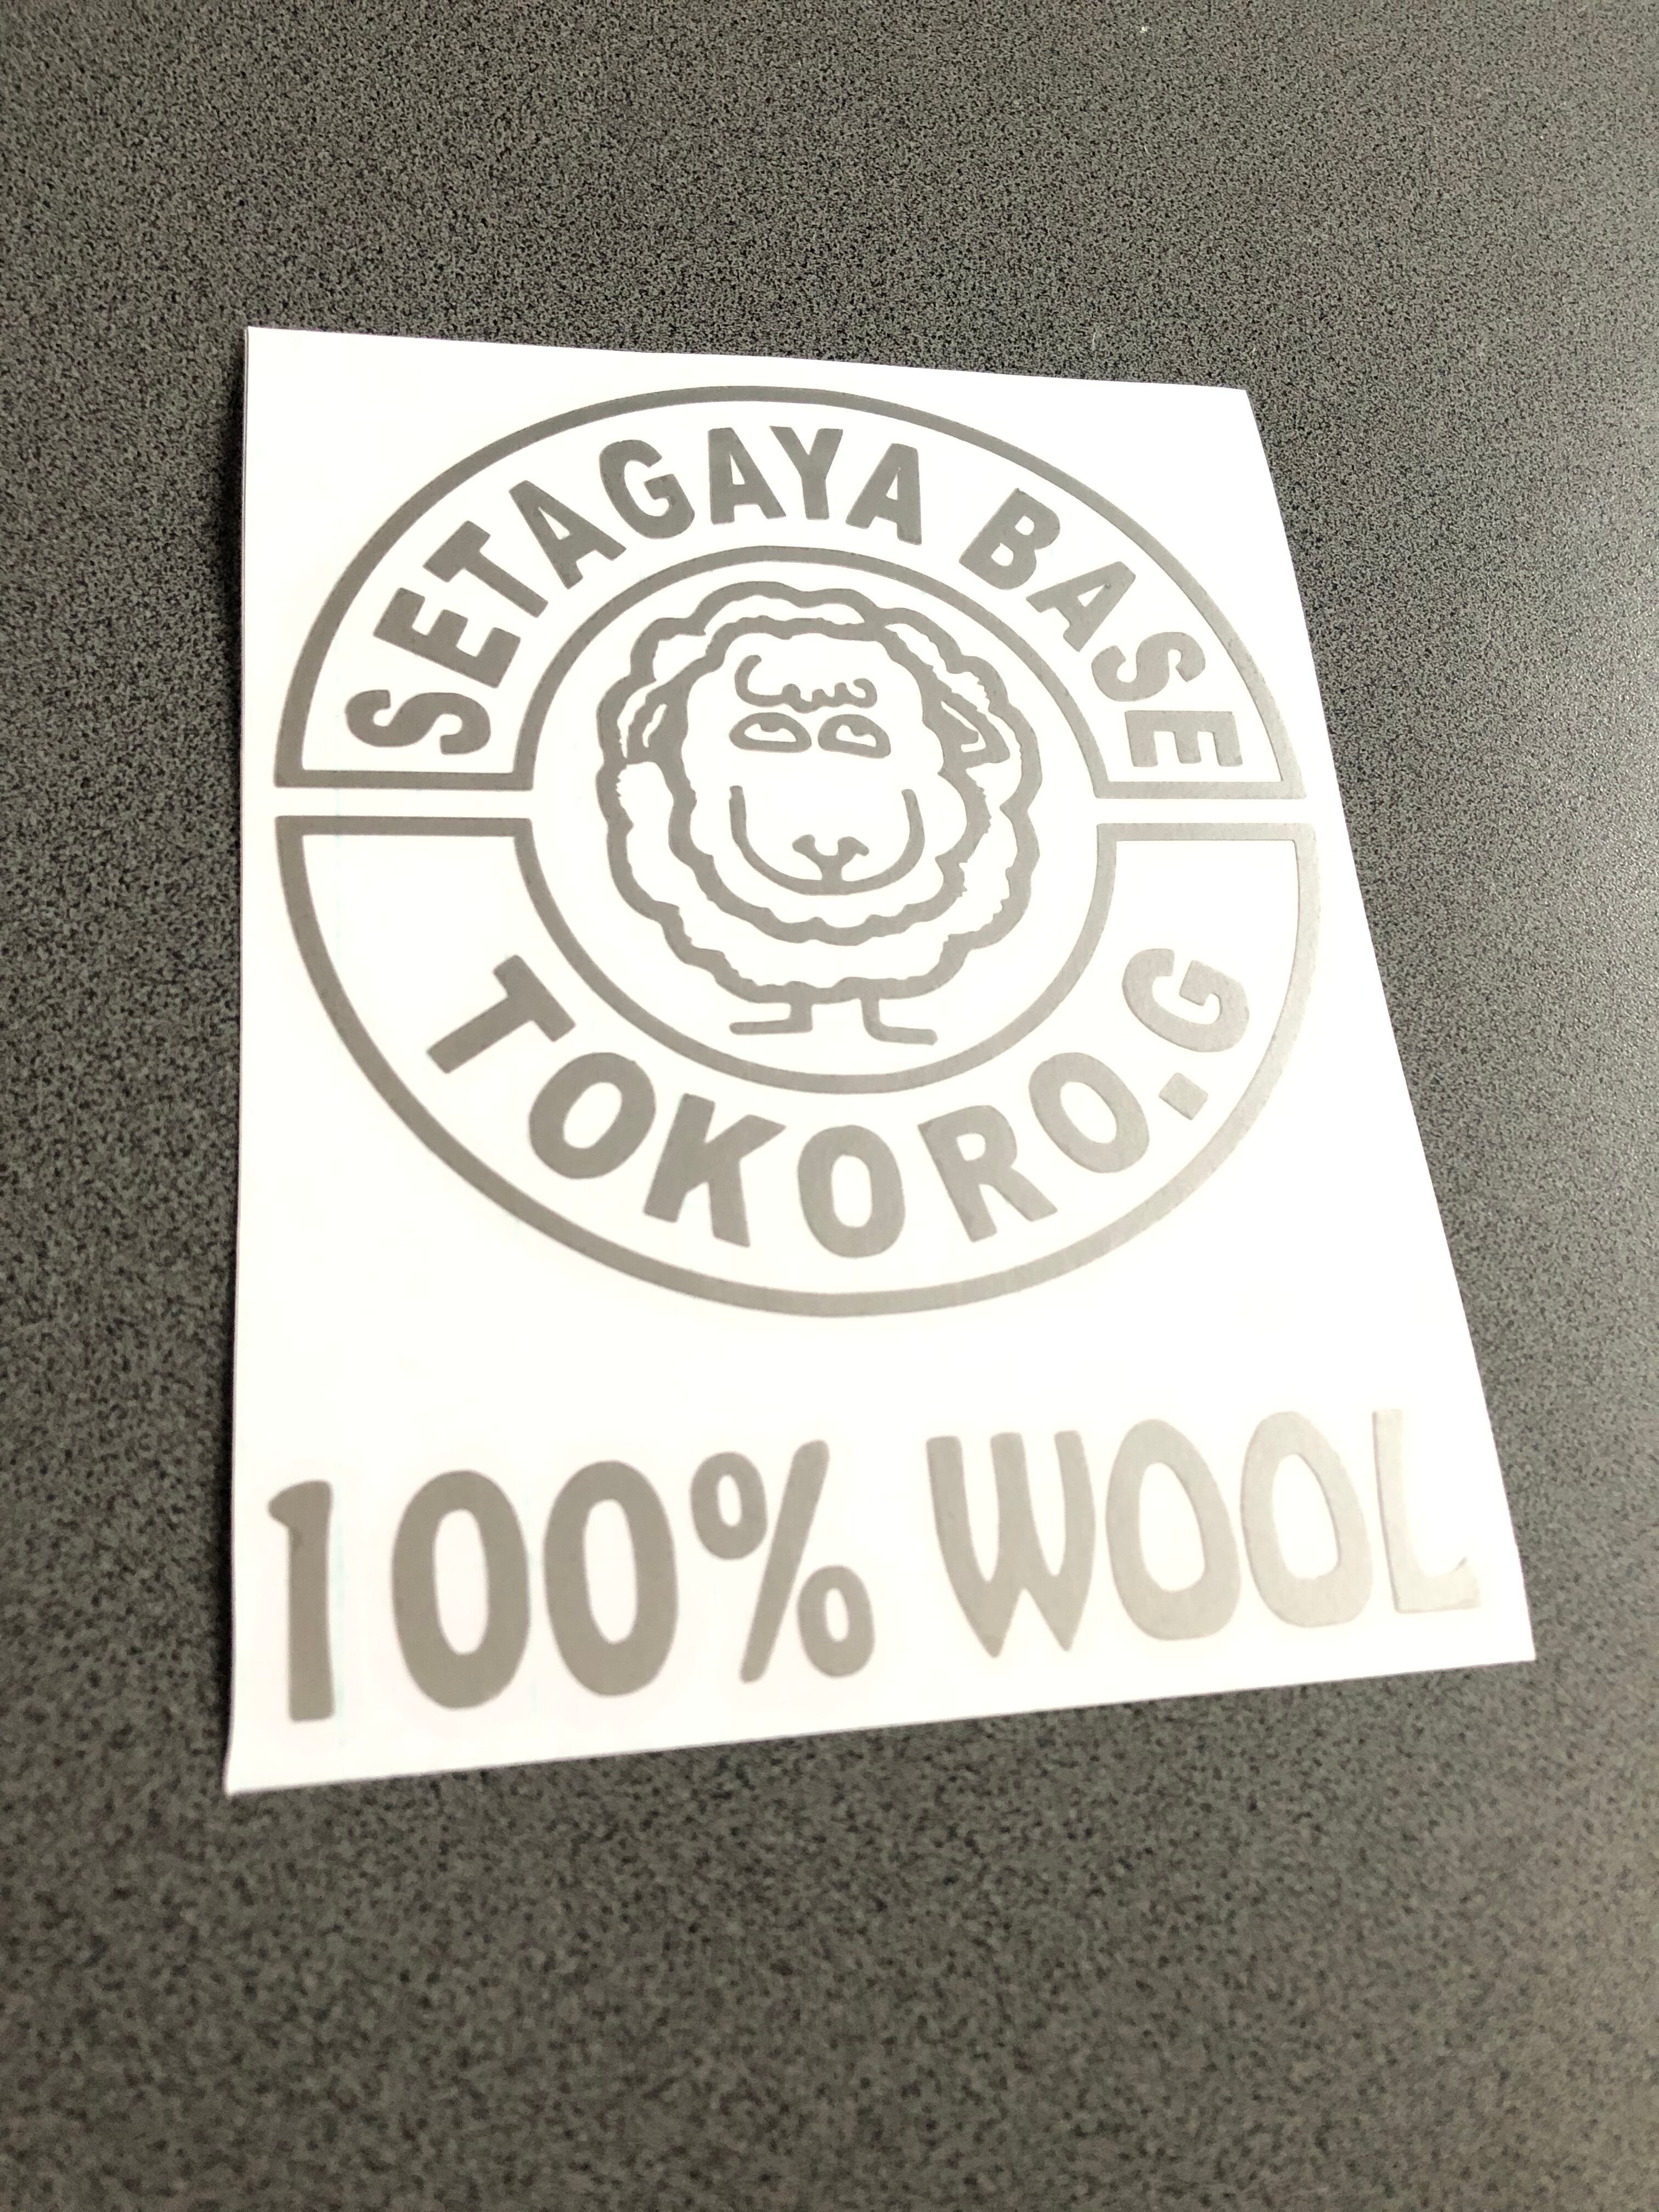 SETAGAYA BASE
TOKORO.G
100% WOOL